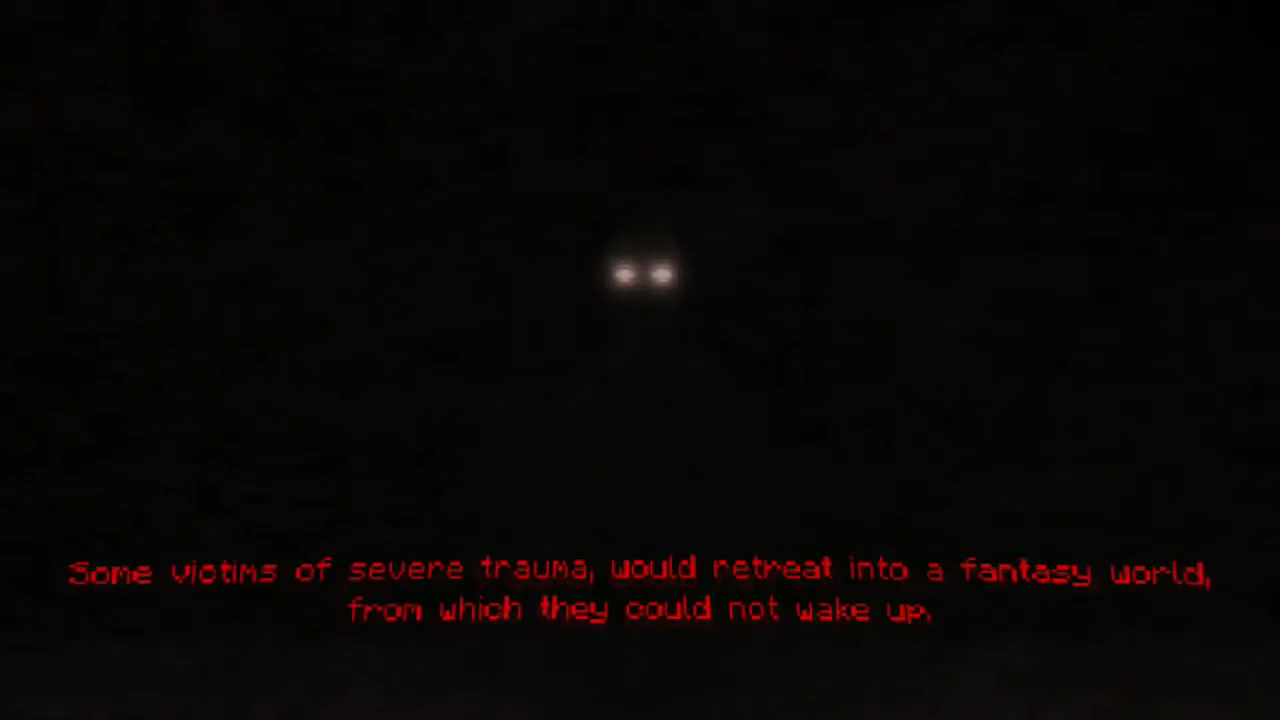 Some victims of severe trauma, would retreat into a fantasy world,
from which they could not wake up.